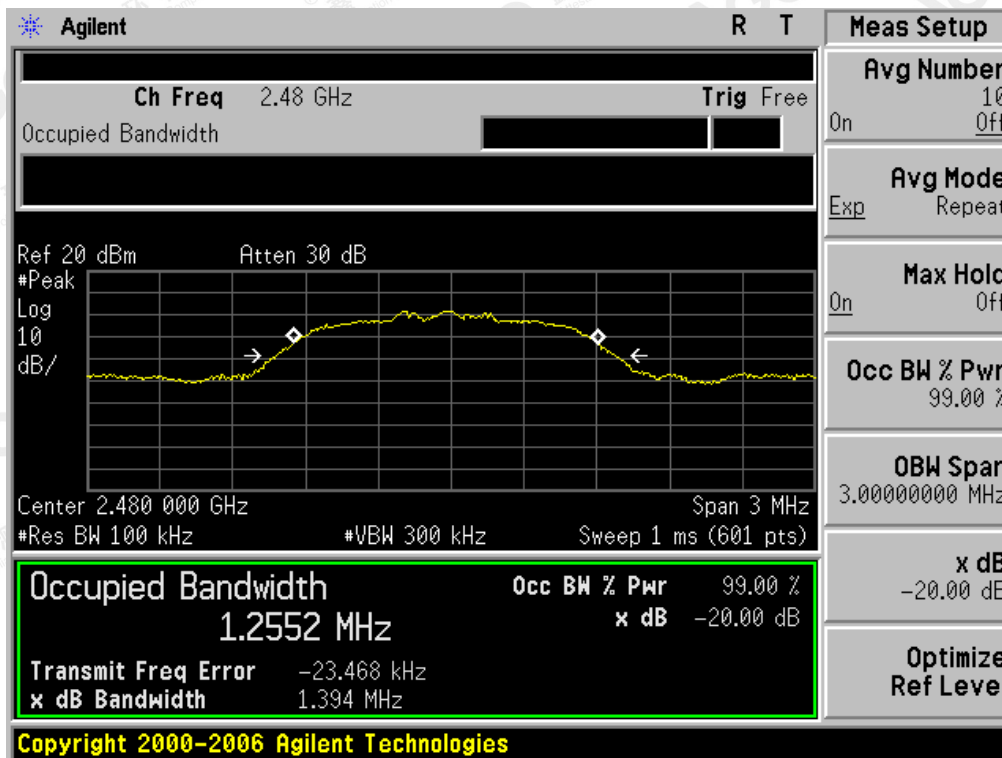 Agilent R T
Ch Freq 2.48 GHz Trig Free
Occupied Bandwidth
Ref 20 dBm Atten 30 dB
#Peak
Log
10
dB/
Center 2.480 000 GHz Span 3 MHz
#Res BW 100 kHz #VBW 300 kHz Sweep 1 ms (601 pts)
Occupied Bandwidth Occ BW % Pwr 99.00 %
1.2552 MHz x dB -20.00 dB
Transmit Freq Error -23.468 kHz
x dB Bandwidth 1.394 MHz
Copyright 2000-2006 Agilent Technologies
Meas Setup
Avg Number
10
On Off
Avg Mode
Exp Repeat
Max Hold
On Off
Occ BW % Pwr
99.00 %
OBW Span
3.00000000 MHz
x dB
-20.00 dB
Optimize
Ref Level